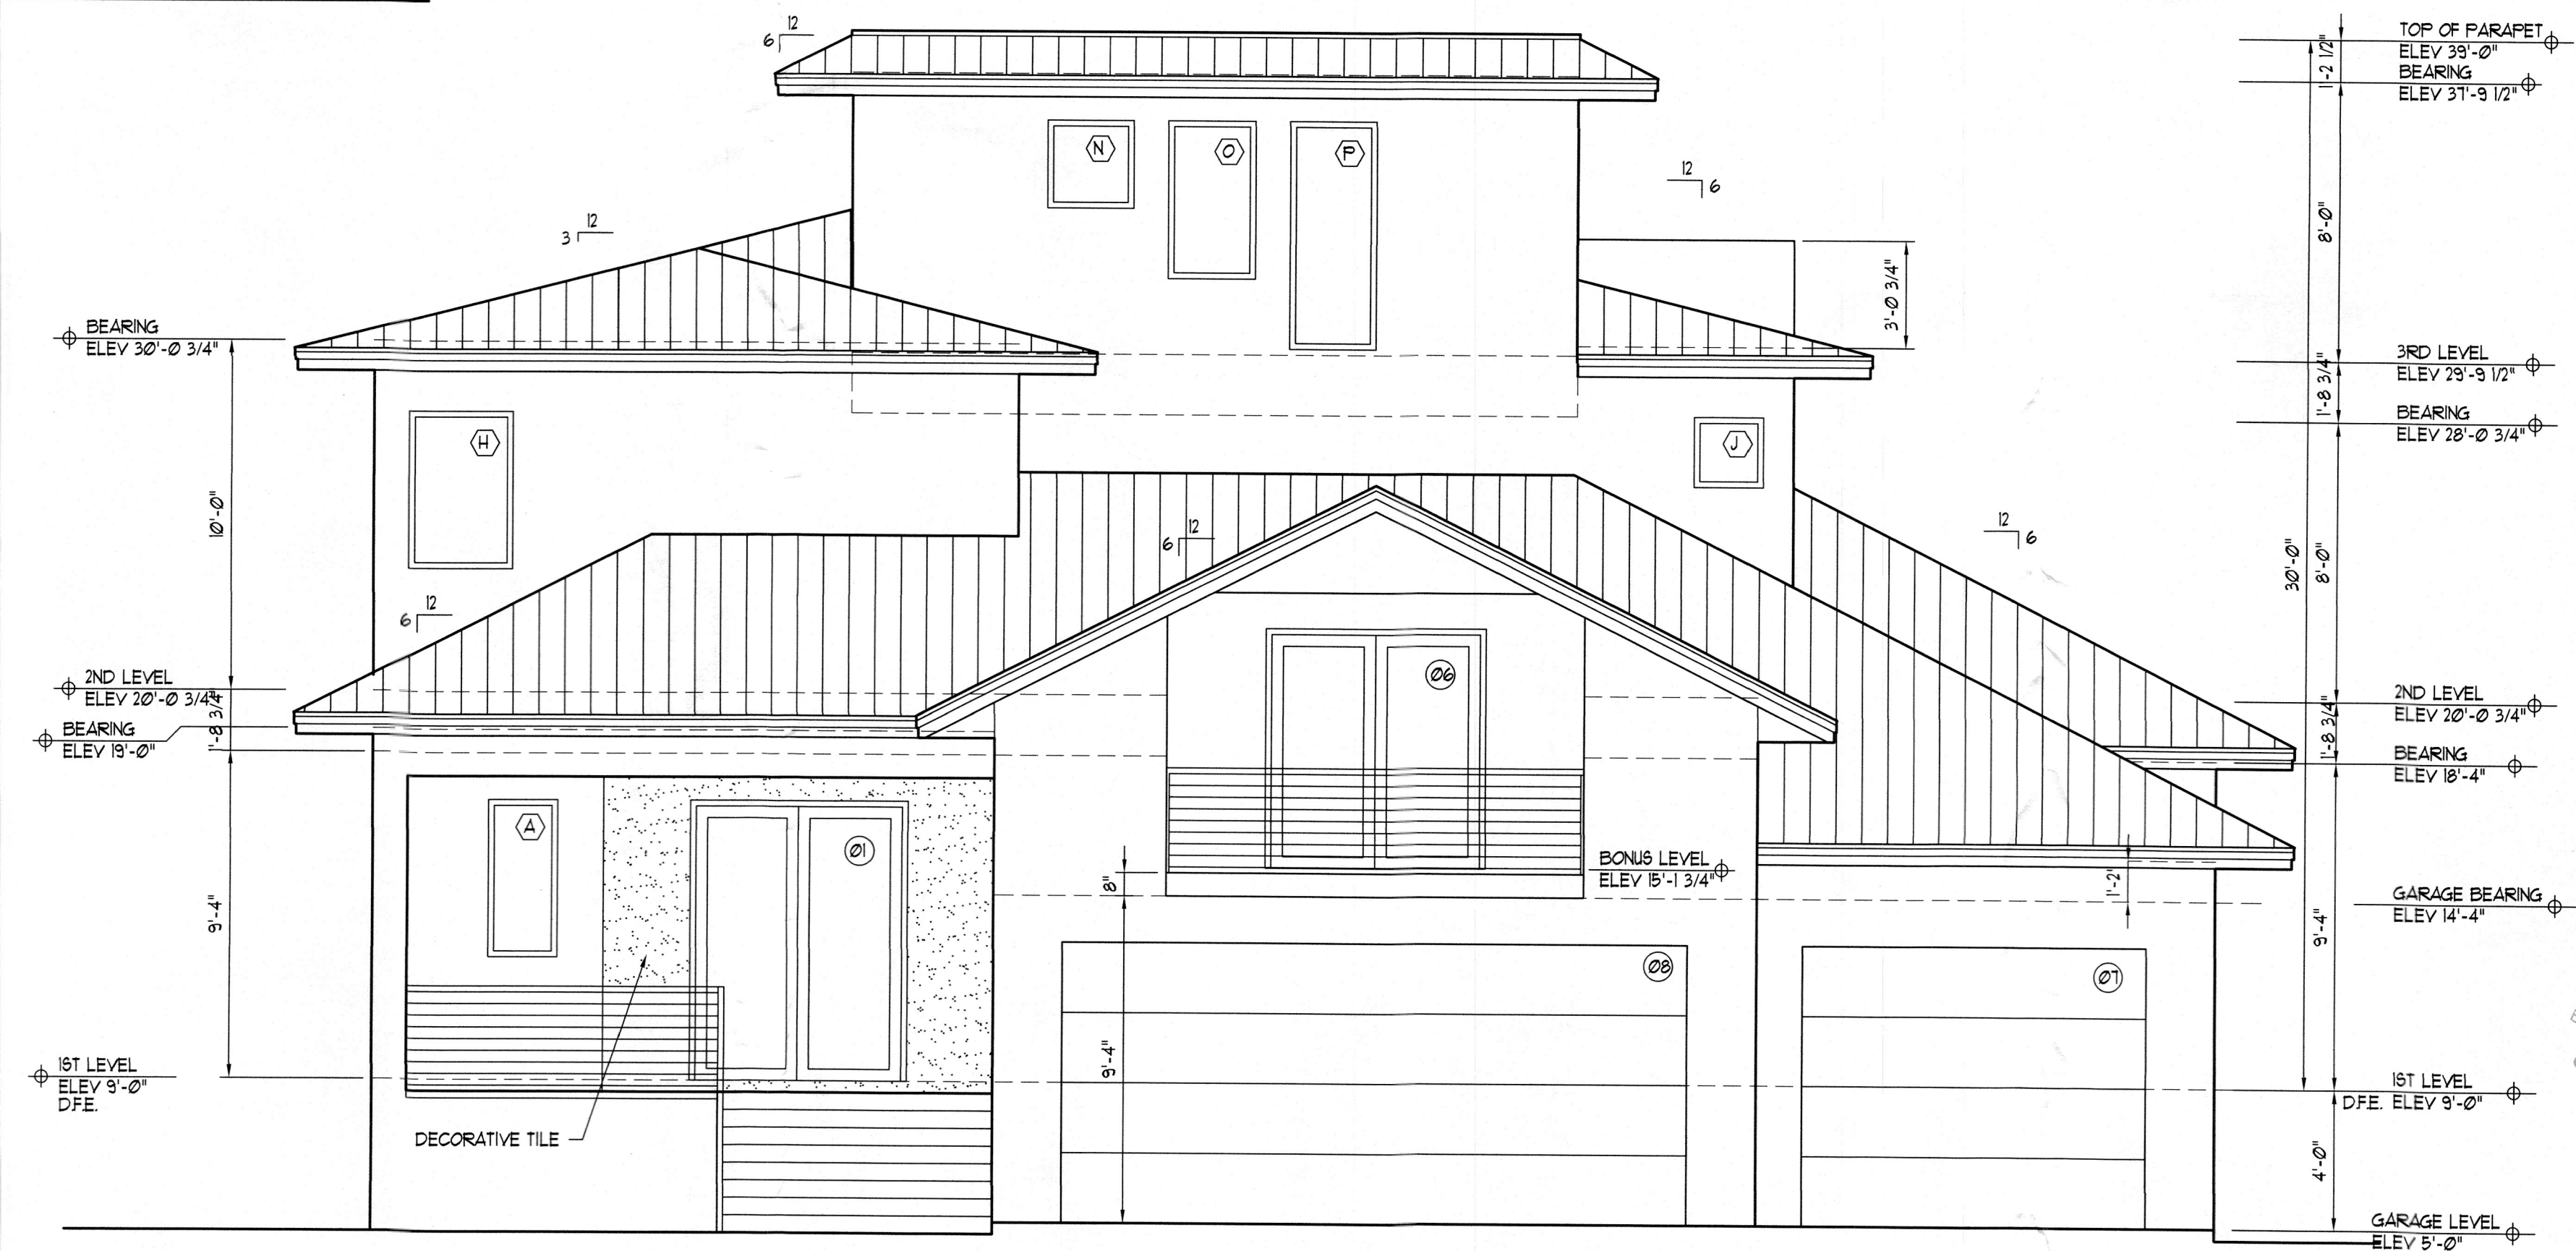 12
6
TOP OF PARAPET
ELEV 39'-0"
1'-2 1/2"
BEARING
ELEV 37'-9 1/2"
N
O
P
12
6
12
3
8'-0"
3'-0 3/4"
BEARING
ELEV 30'-0 3/4"
3RD LEVEL
ELEV 29'-9 1/2"
1'-8 3/4"
BEARING
ELEV 28'-0 3/4"
H
J
10'-0"
12
6
12
6
30'-0"
8'-0"
12
6
06
2ND LEVEL
ELEV 20'-0 3/4"
1'-8 3/4"
BEARING
ELEV 19'-0"
2ND LEVEL
ELEV 20'-0 3/4"
1'-8 3/4"
BEARING
ELEV 18'-4"
A
01
BONUS LEVEL
ELEV 15'-1 3/4"
8"
1'-2"
GARAGE BEARING
ELEV 14'-4"
9'-4"
9'-4"
08
07
9'-4"
1ST LEVEL
ELEV 9'-0"
D.F.E.
1ST LEVEL
D.F.E. ELEV 9'-0"
DECORATIVE TILE
4'-0"
GARAGE LEVEL
ELEV 5'-0"